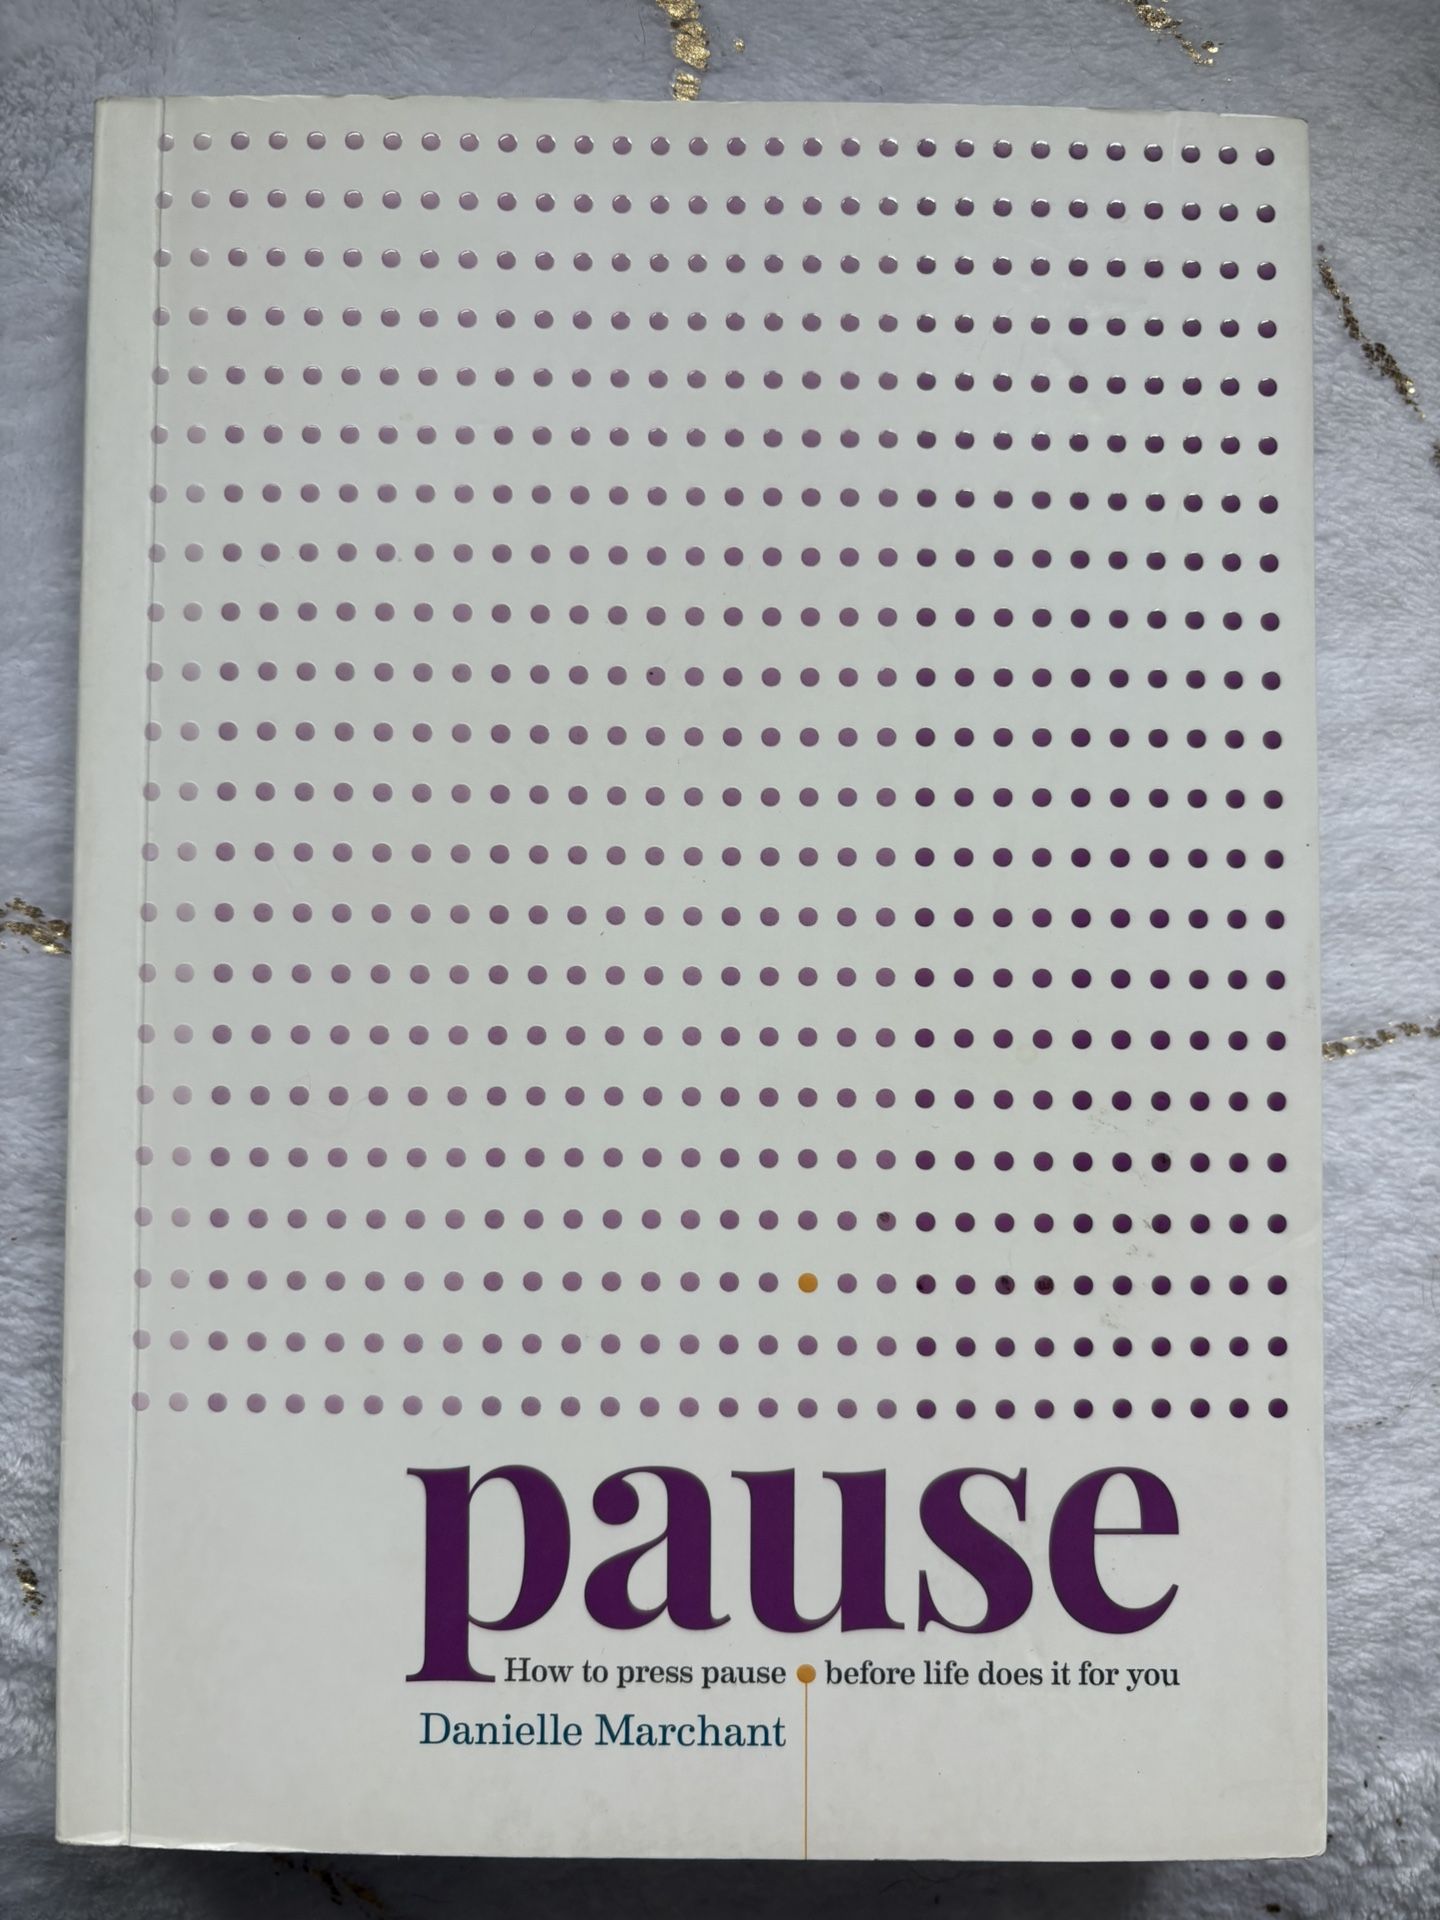 pause
How to press pause before life does it for you
Danielle Marchant